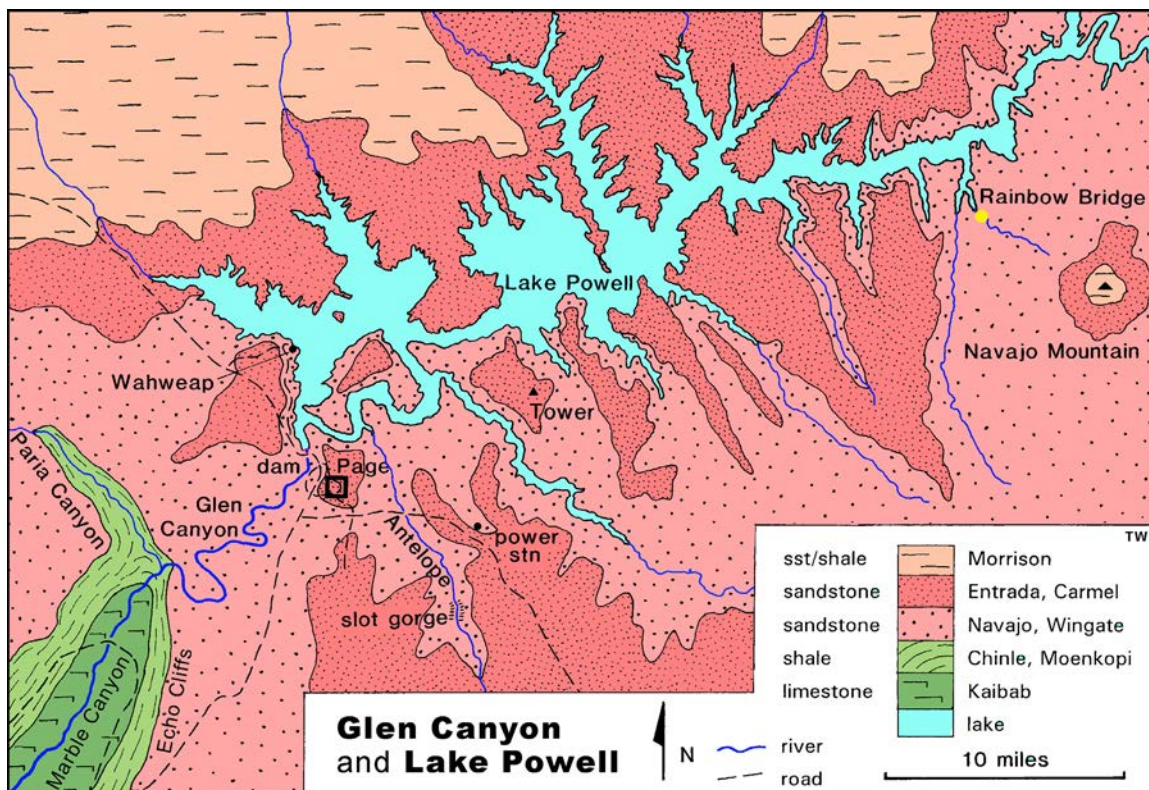 Rainbow Bridge
Lake Powell
Navajo Mountain
Wahweap
Tower
Paria Canyon
dam
Page
Glen
Canyon
Antelope
power
stn
slot gorge
Echo Cliffs
Marble Canyon
TW
sst/shale Morrison
sandstone Entrada, Carmel
sandstone Navajo, Wingate
shale Chinle, Moenkopi
limestone Kaibab
lake
Glen Canyon
and Lake Powell
N
river
road
10 miles